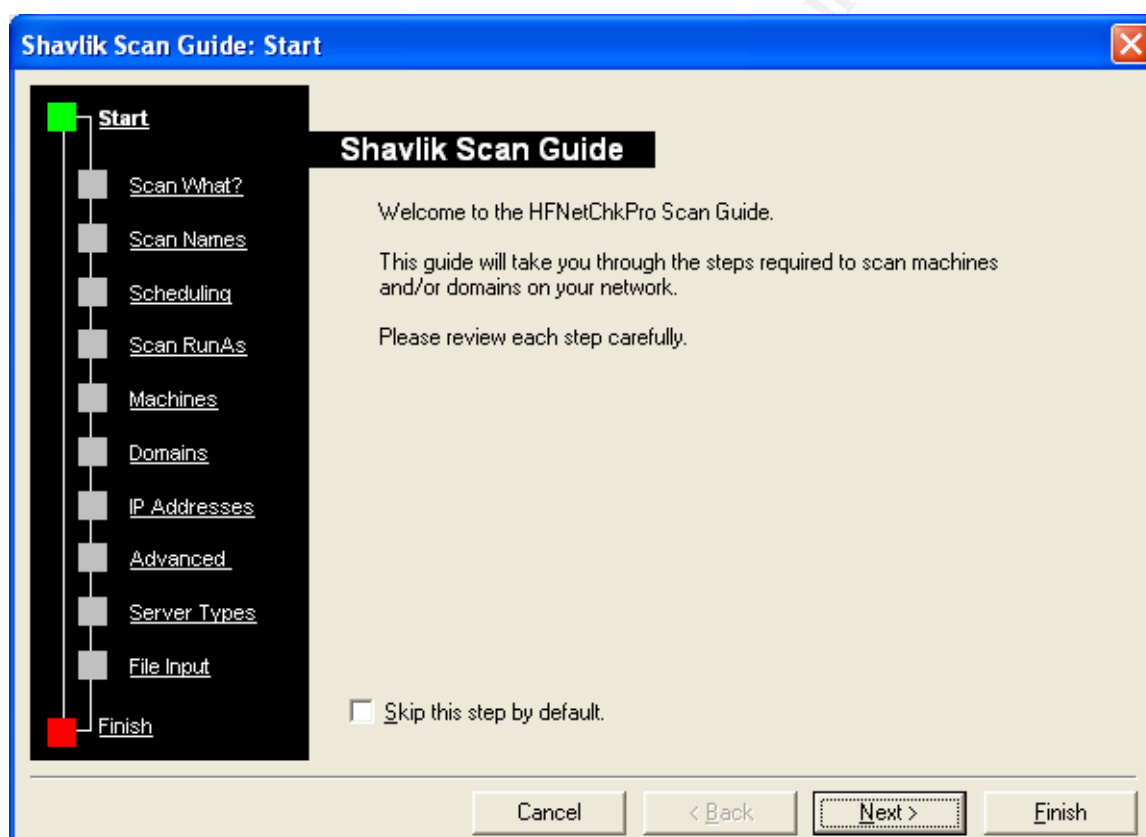 Shavlik Scan Guide: Start
Start
Scan What?
Scan Names
Scheduling
Scan RunAs
Machines
Domains
IP Addresses
Advanced
Server Types
File Input
Finish
Shavlik Scan Guide
Welcome to the HFNetChkPro Scan Guide.
This guide will take you through the steps required to scan machines
and/or domains on your network.
Please review each step carefully.
Skip this step by default.
Cancel
< Back
Next >
Finish